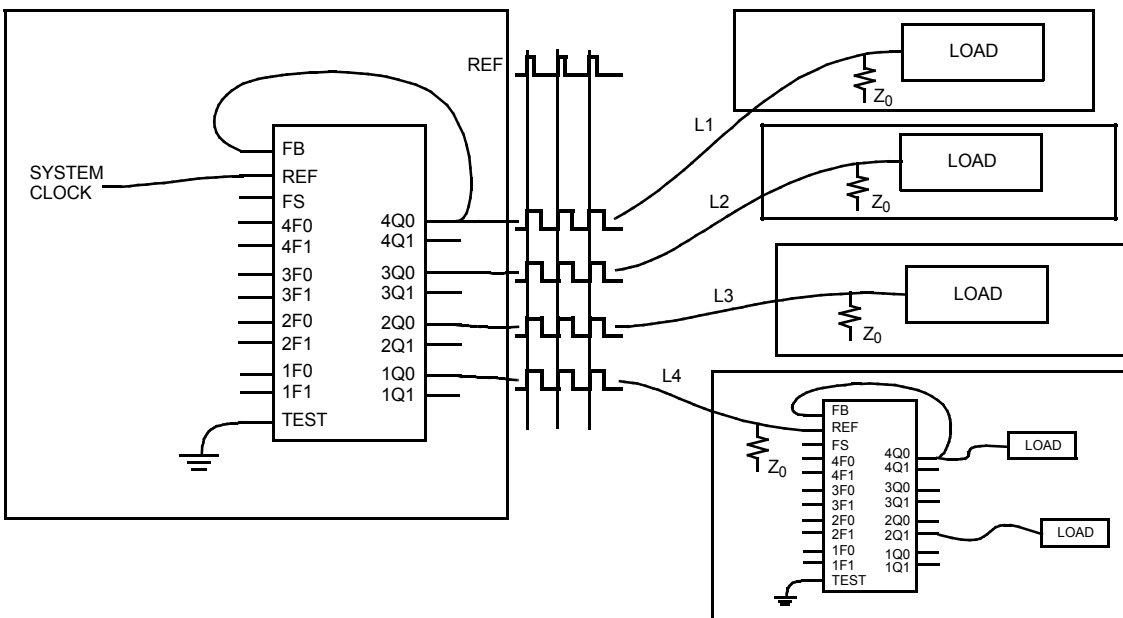 SYSTEM
CLOCK
FB
REF
FS
4F0
4F1
3F0
3F1
2F0
2F1
1F0
1F1
TEST
4Q0
4Q1
3Q0
3Q1
2Q0
2Q1
1Q0
1Q1
REF
L1
L2
L3
L4
LOAD
Z0
LOAD
Z0
LOAD
Z0
Z0
FB
REF
FS
4F0
4F1
3F0
3F1
2F0
2F1
1F0
1F1
TEST
4Q0
4Q1
3Q0
3Q1
2Q0
2Q1
1Q0
1Q1
LOAD
LOAD